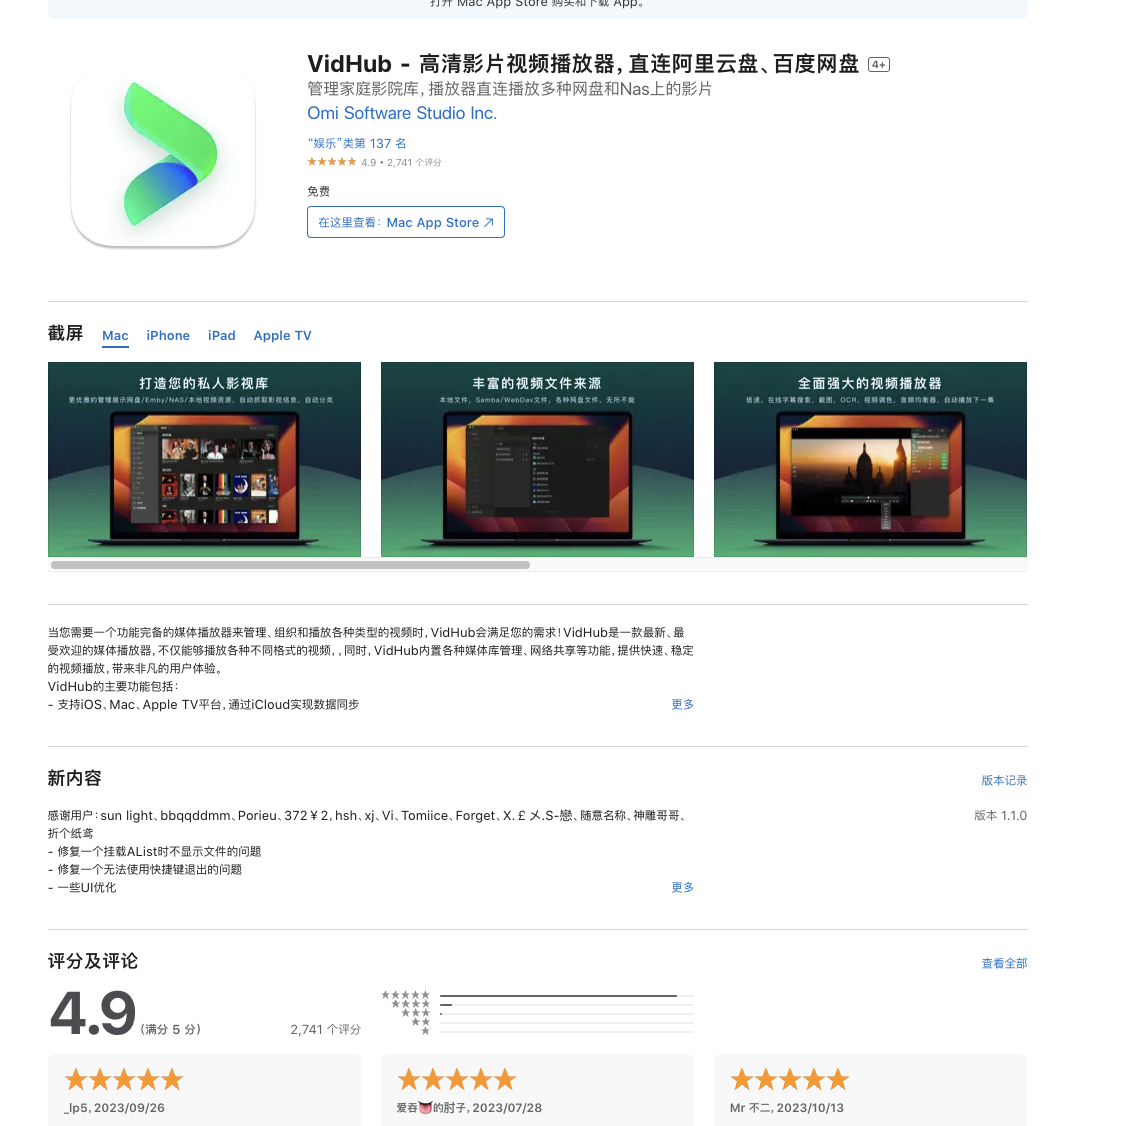 打开 Mac App Store 购买和下载 App。
VidHub - 高清影片视频播放器, 直连阿里云盘、百度网盘 4+
管理家庭影院库, 播放器直连播放多种网盘和Nas上的影片
Omi Software Studio Inc.
“娱乐”类第 137 名
★★★★★ 4.9 • 2,741 个评分
免费
在这里查看: Mac App Store ↗
截屏 Mac iPhone iPad Apple TV
打造您的私人影视库
更优雅的管理展示网盘/Emby/NAS/本地视频资源, 自动抓取影视信息, 自动分类
丰富的视频文件来源
本地文件, Samba/WebDav文件, 各种网盘文件, 无所不能
全面强大的视频播放器
倍速, 在线字幕搜索, 截图, OCR, 视频调色, 音频均衡器, 自动播放下一集
当您需要一个功能完备的媒体播放器来管理、组织和播放各种类型的视频时, VidHub会满足您的需求! VidHub是一款最新、最
受欢迎的媒体播放器, 不仅能够播放各种不同格式的视频, , 同时, VidHub内置各种媒体库管理、网络共享等功能, 提供快速、稳定
的视频播放, 带来非凡的用户体验。
VidHub的主要功能包括:
- 支持iOS、Mac、Apple TV平台, 通过iCloud实现数据同步 更多
新内容 版本记录
感谢用户: sun light、bbqqddmm、Porieu、372￥2, hsh、xj、Vi、Tomiice、Forget、X.￡乄.S-戀、随意名称、神雕哥哥、 版本 1.1.0
折个纸鸢
- 修复一个挂载AList时不显示文件的问题
- 修复一个无法使用快捷键退出的问题
- 一些UI优化 更多
评分及评论 查看全部
4.9 (满分 5 分) 2,741 个评分
_lp5, 2023/09/26
爱吞👅的肘子, 2023/07/28
Mr 不二, 2023/10/13